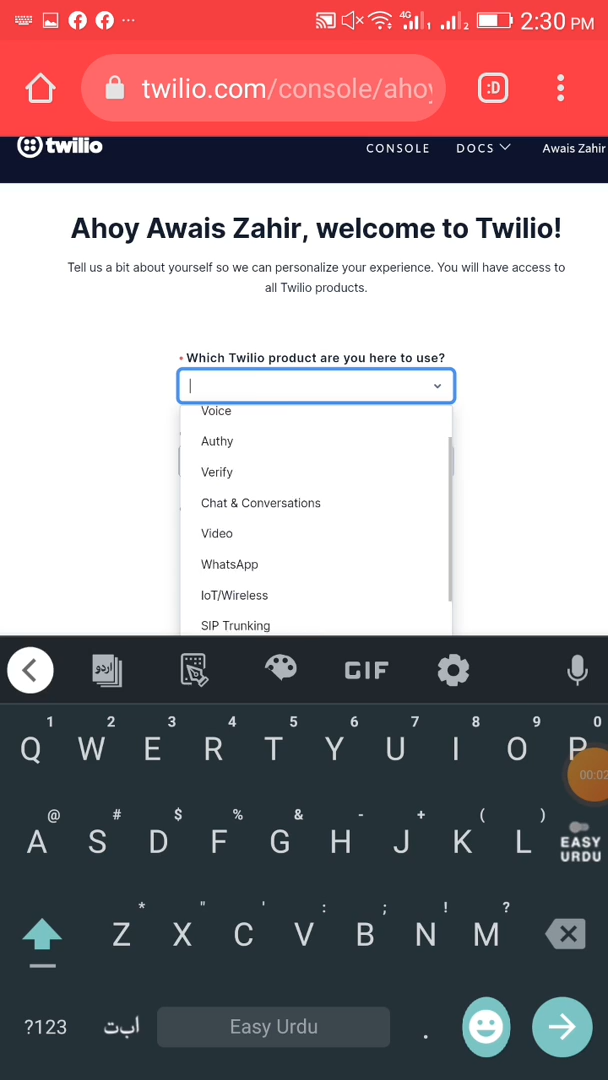 4G 1 2 2:30 PM
twilio.com/console/ahoy :D
twilio CONSOLE DOCS Awais Zahir
Ahoy Awais Zahir, welcome to Twilio!
Tell us a bit about yourself so we can personalize your experience. You will have access to
all Twilio products.
• Which Twilio product are you here to use?
Voice
Authy
Verify
Chat & Conversations
Video
WhatsApp
IoT/Wireless
SIP Trunking
اردو GIF
1 2 3 4 5 6 7 8 9 0
Q W E R T Y U I O P
00:02
@ # $ % & - + ( )
A S D F G H J K L EASY
URDU
* " ' : ; ! ?
Z X C V B N M
?123 ا ب ت Easy Urdu .